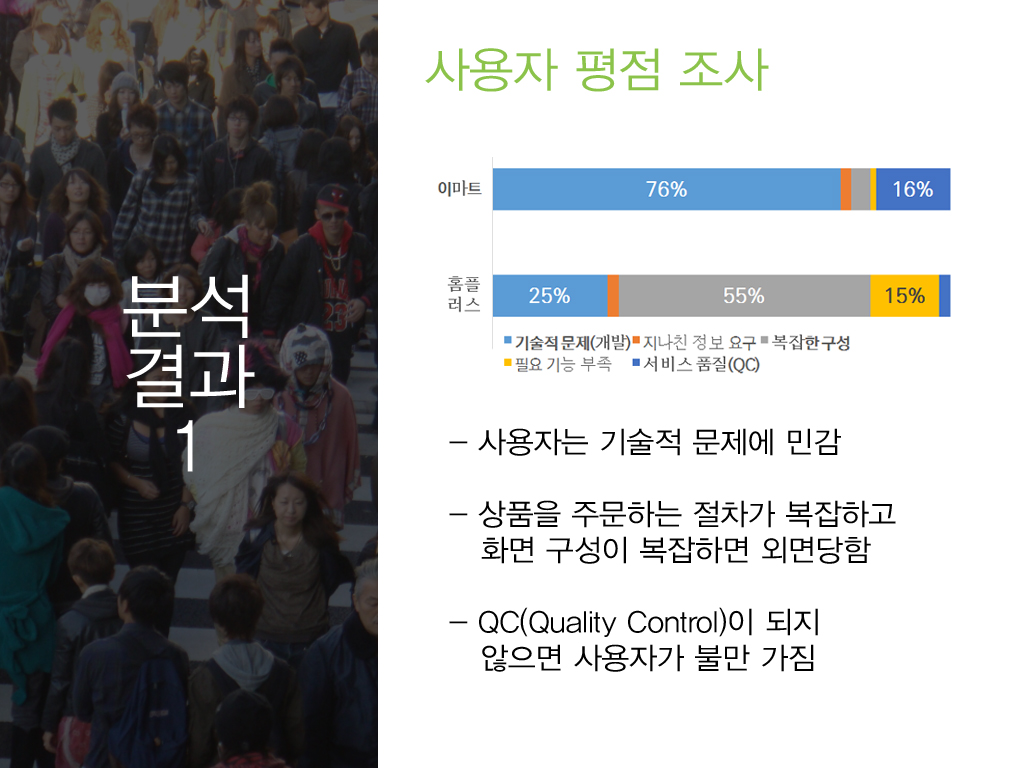 분석
결과
1
사용자 평점 조사
이마트
76%
16%
홈플
러스
25%
55%
15%
기술적 문제(개발) 지나친 정보 요구 복잡한 구성
필요 기능 부족 서비스 품질(QC)
– 사용자는 기술적 문제에 민감
– 상품을 주문하는 절차가 복잡하고
화면 구성이 복잡하면 외면당함
– QC(Quality Control)이 되지
않으면 사용자가 불만 가짐